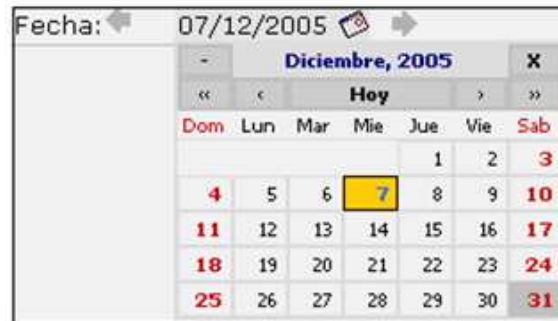 Fecha: 07/12/2005
- Diciembre, 2005 x
« ‹ Hoy › »
Dom Lun Mar Mie Jue Vie Sab
1 2 3
4 5 6 7 8 9 10
11 12 13 14 15 16 17
18 19 20 21 22 23 24
25 26 27 28 29 30 31